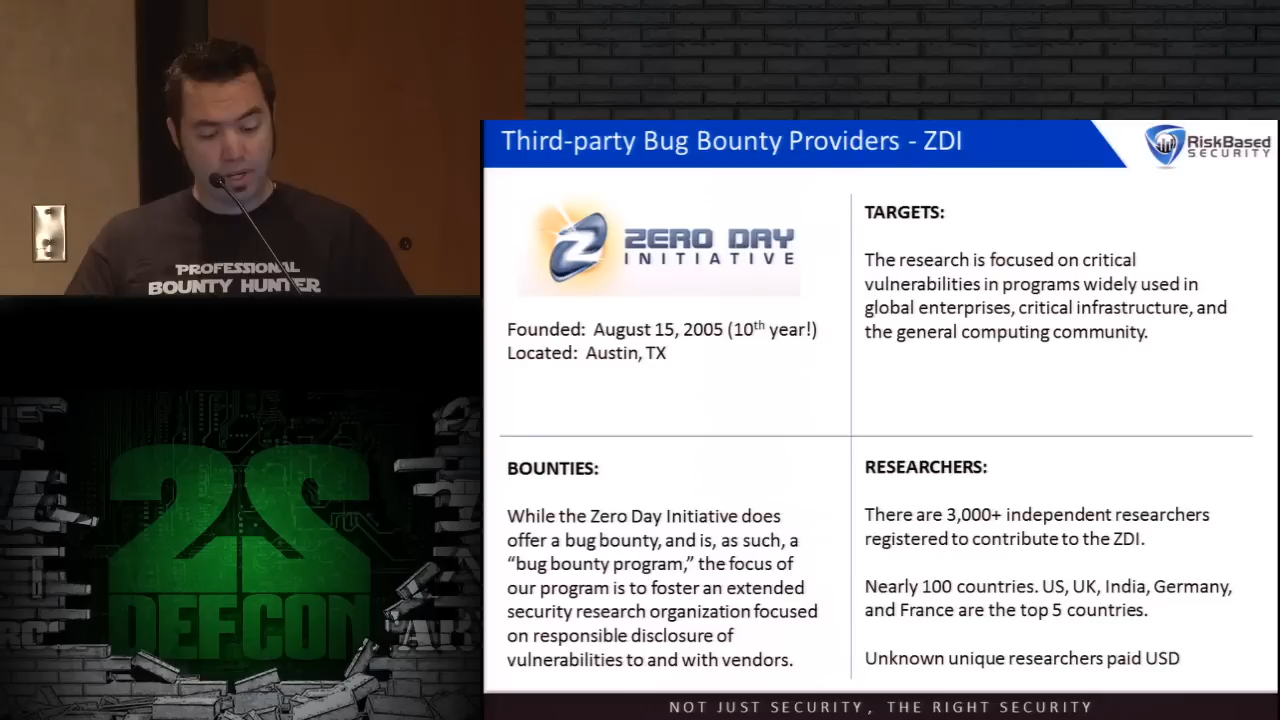 PROFESSIONAL
BOUNTY HUNTER
22
DEFCON
Third-party Bug Bounty Providers - ZDI
RiskBased
SECURITY
ZERO DAY
INITIATIVE
Founded: August 15, 2005 (10th year!)
Located: Austin, TX
TARGETS:
The research is focused on critical
vulnerabilities in programs widely used in
global enterprises, critical infrastructure, and
the general computing community.
BOUNTIES:
While the Zero Day Initiative does
offer a bug bounty, and is, as such, a
“bug bounty program,” the focus of
our program is to foster an extended
security research organization focused
on responsible disclosure of
vulnerabilities to and with vendors.
RESEARCHERS:
There are 3,000+ independent researchers
registered to contribute to the ZDI.
Nearly 100 countries. US, UK, India, Germany,
and France are the top 5 countries.
Unknown unique researchers paid USD
NOT JUST SECURITY, THE RIGHT SECURITY